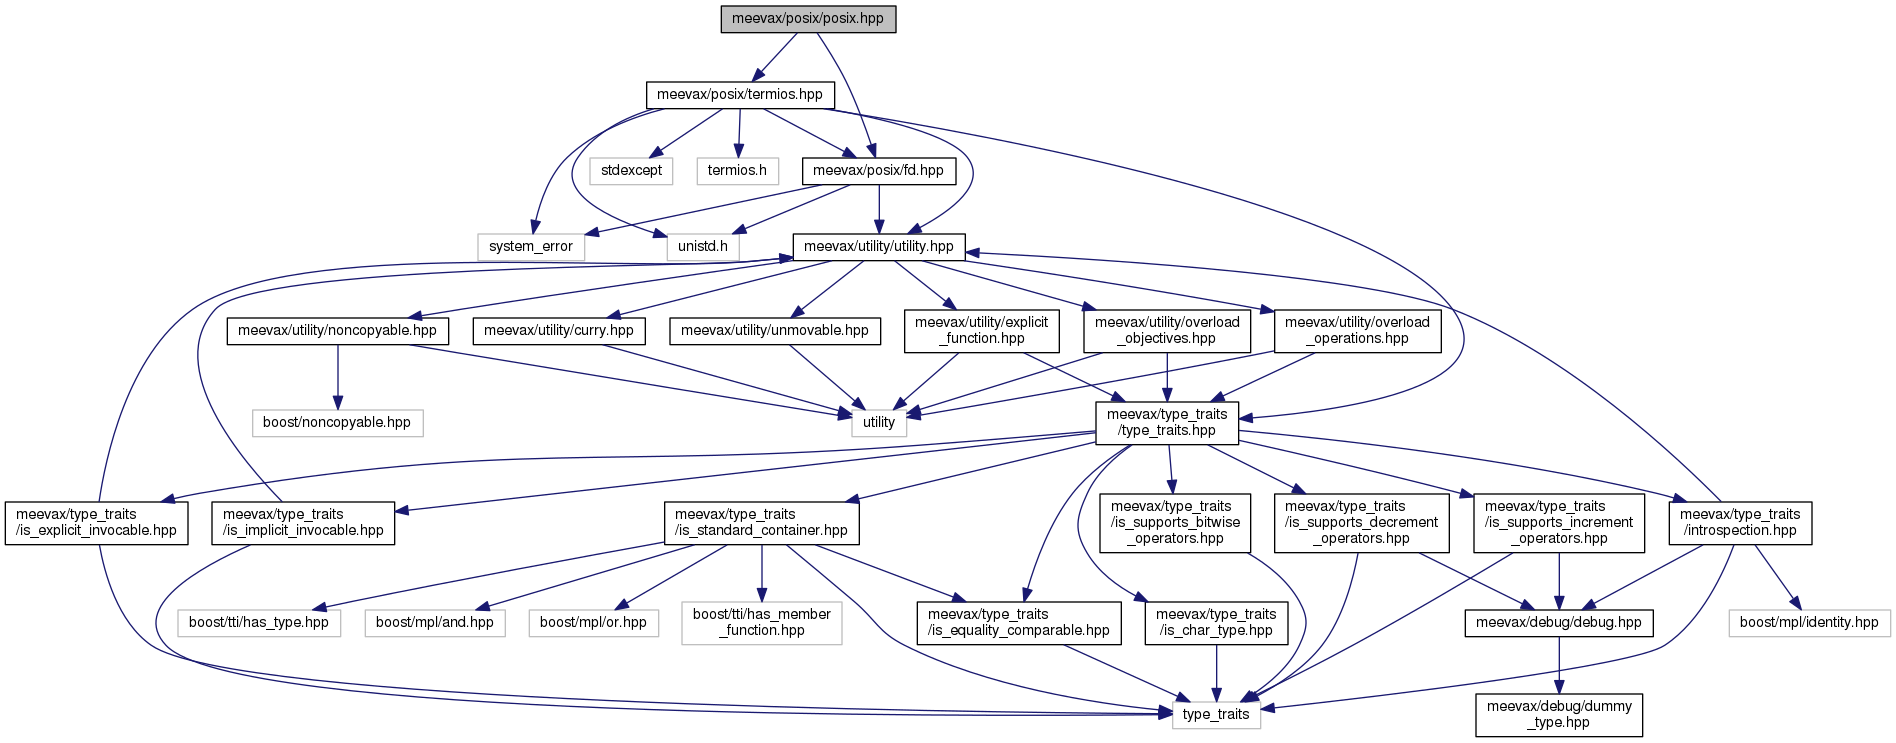 meevax/posix/posix.hpp
meevax/posix/termios.hpp
stdexcept
termios.h
meevax/posix/fd.hpp
system_error
unistd.h
meevax/utility/utility.hpp
meevax/utility/noncopyable.hpp
meevax/utility/curry.hpp
meevax/utility/unmovable.hpp
meevax/utility/explicit
_function.hpp
meevax/utility/overload
_objectives.hpp
meevax/utility/overload
_operations.hpp
boost/noncopyable.hpp
utility
meevax/type_traits
/type_traits.hpp
meevax/type_traits
/is_explicit_invocable.hpp
meevax/type_traits
/is_implicit_invocable.hpp
meevax/type_traits
/is_standard_container.hpp
meevax/type_traits
/is_supports_bitwise
_operators.hpp
meevax/type_traits
/is_supports_decrement
_operators.hpp
meevax/type_traits
/is_supports_increment
_operators.hpp
meevax/type_traits
/introspection.hpp
boost/tti/has_type.hpp
boost/mpl/and.hpp
boost/mpl/or.hpp
boost/tti/has_member
_function.hpp
meevax/type_traits
/is_equality_comparable.hpp
meevax/type_traits
/is_char_type.hpp
meevax/debug/debug.hpp
boost/mpl/identity.hpp
type_traits
meevax/debug/dummy
_type.hpp